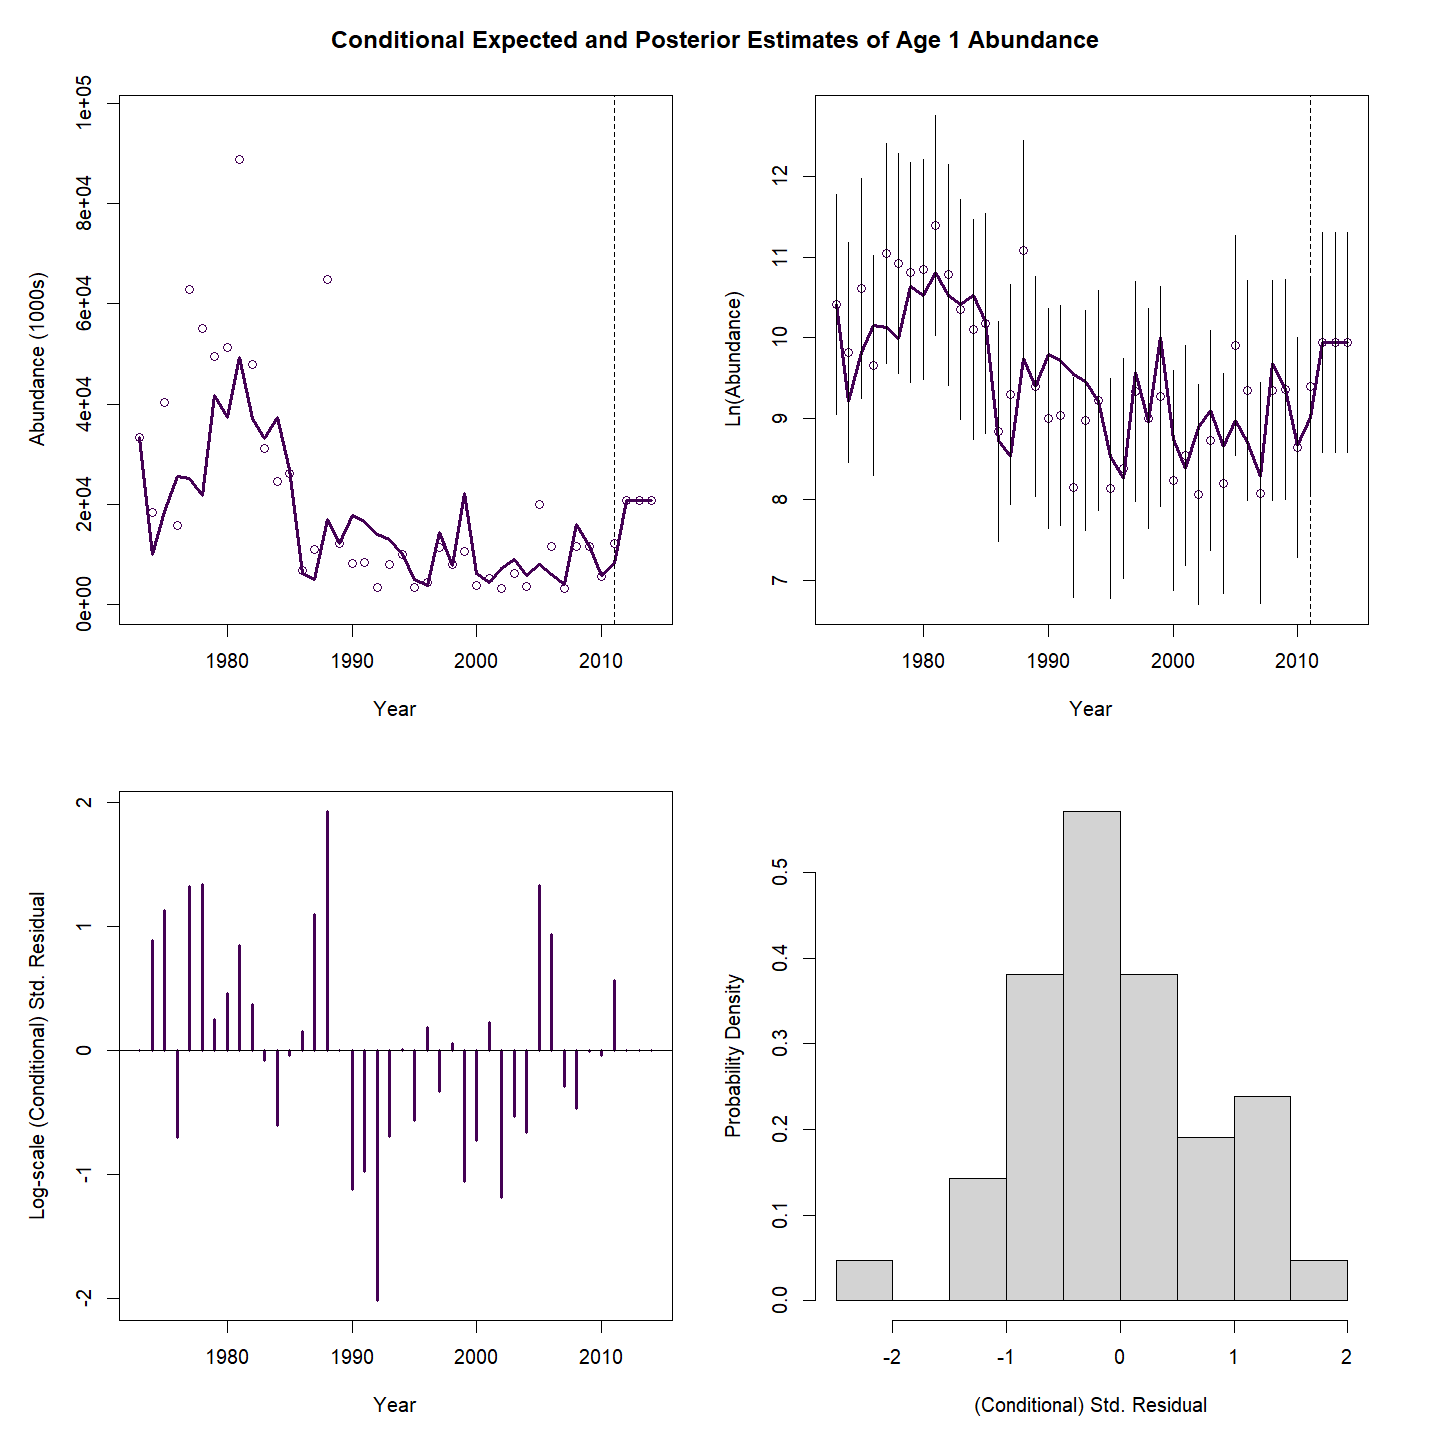 Conditional Expected and Posterior Estimates of Age 1 Abundance
Abundance (1000s)
1e+05
8e+04
6e+04
4e+04
2e+04
0e+00
1980 1990 2000 2010
Year
Ln(Abundance)
12
11
10
9
8
7
1980 1990 2000 2010
Year
Log-scale (Conditional) Std. Residual
2
1
0
-1
-2
1980 1990 2000 2010
Year
Probability Density
0.5
0.4
0.3
0.2
0.1
0.0
-2 -1 0 1 2
(Conditional) Std. Residual